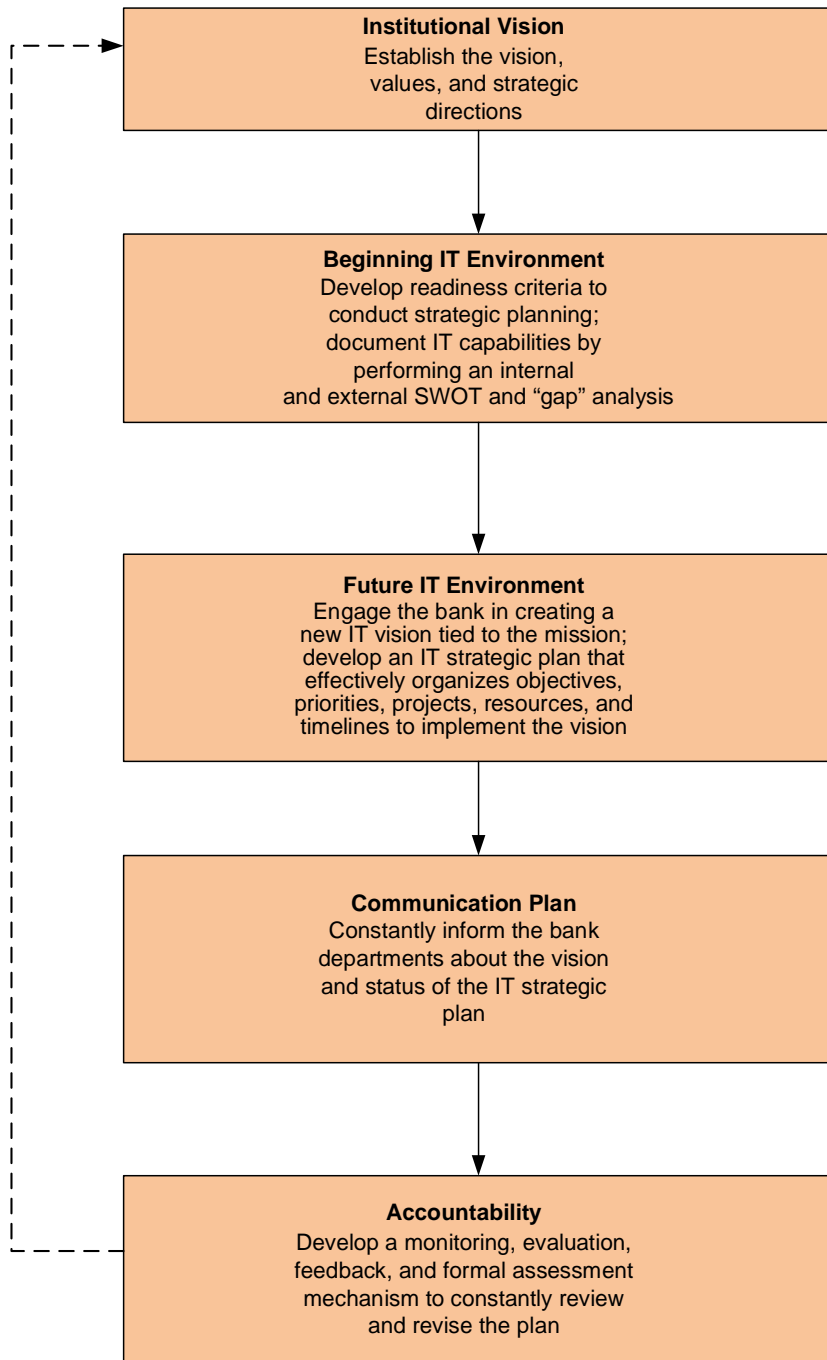 Institutional Vision
Establish the vision,
values, and strategic
directions
Beginning IT Environment
Develop readiness criteria to
conduct strategic planning;
document IT capabilities by
performing an internal
and external SWOT and “gap” analysis
Future IT Environment
Engage the bank in creating a
new IT vision tied to the mission;
develop an IT strategic plan that
effectively organizes objectives,
priorities, projects, resources, and
timelines to implement the vision
Communication Plan
Constantly inform the bank
departments about the vision
and status of the IT strategic
plan
Accountability
Develop a monitoring, evaluation,
feedback, and formal assessment
mechanism to constantly review
and revise the plan